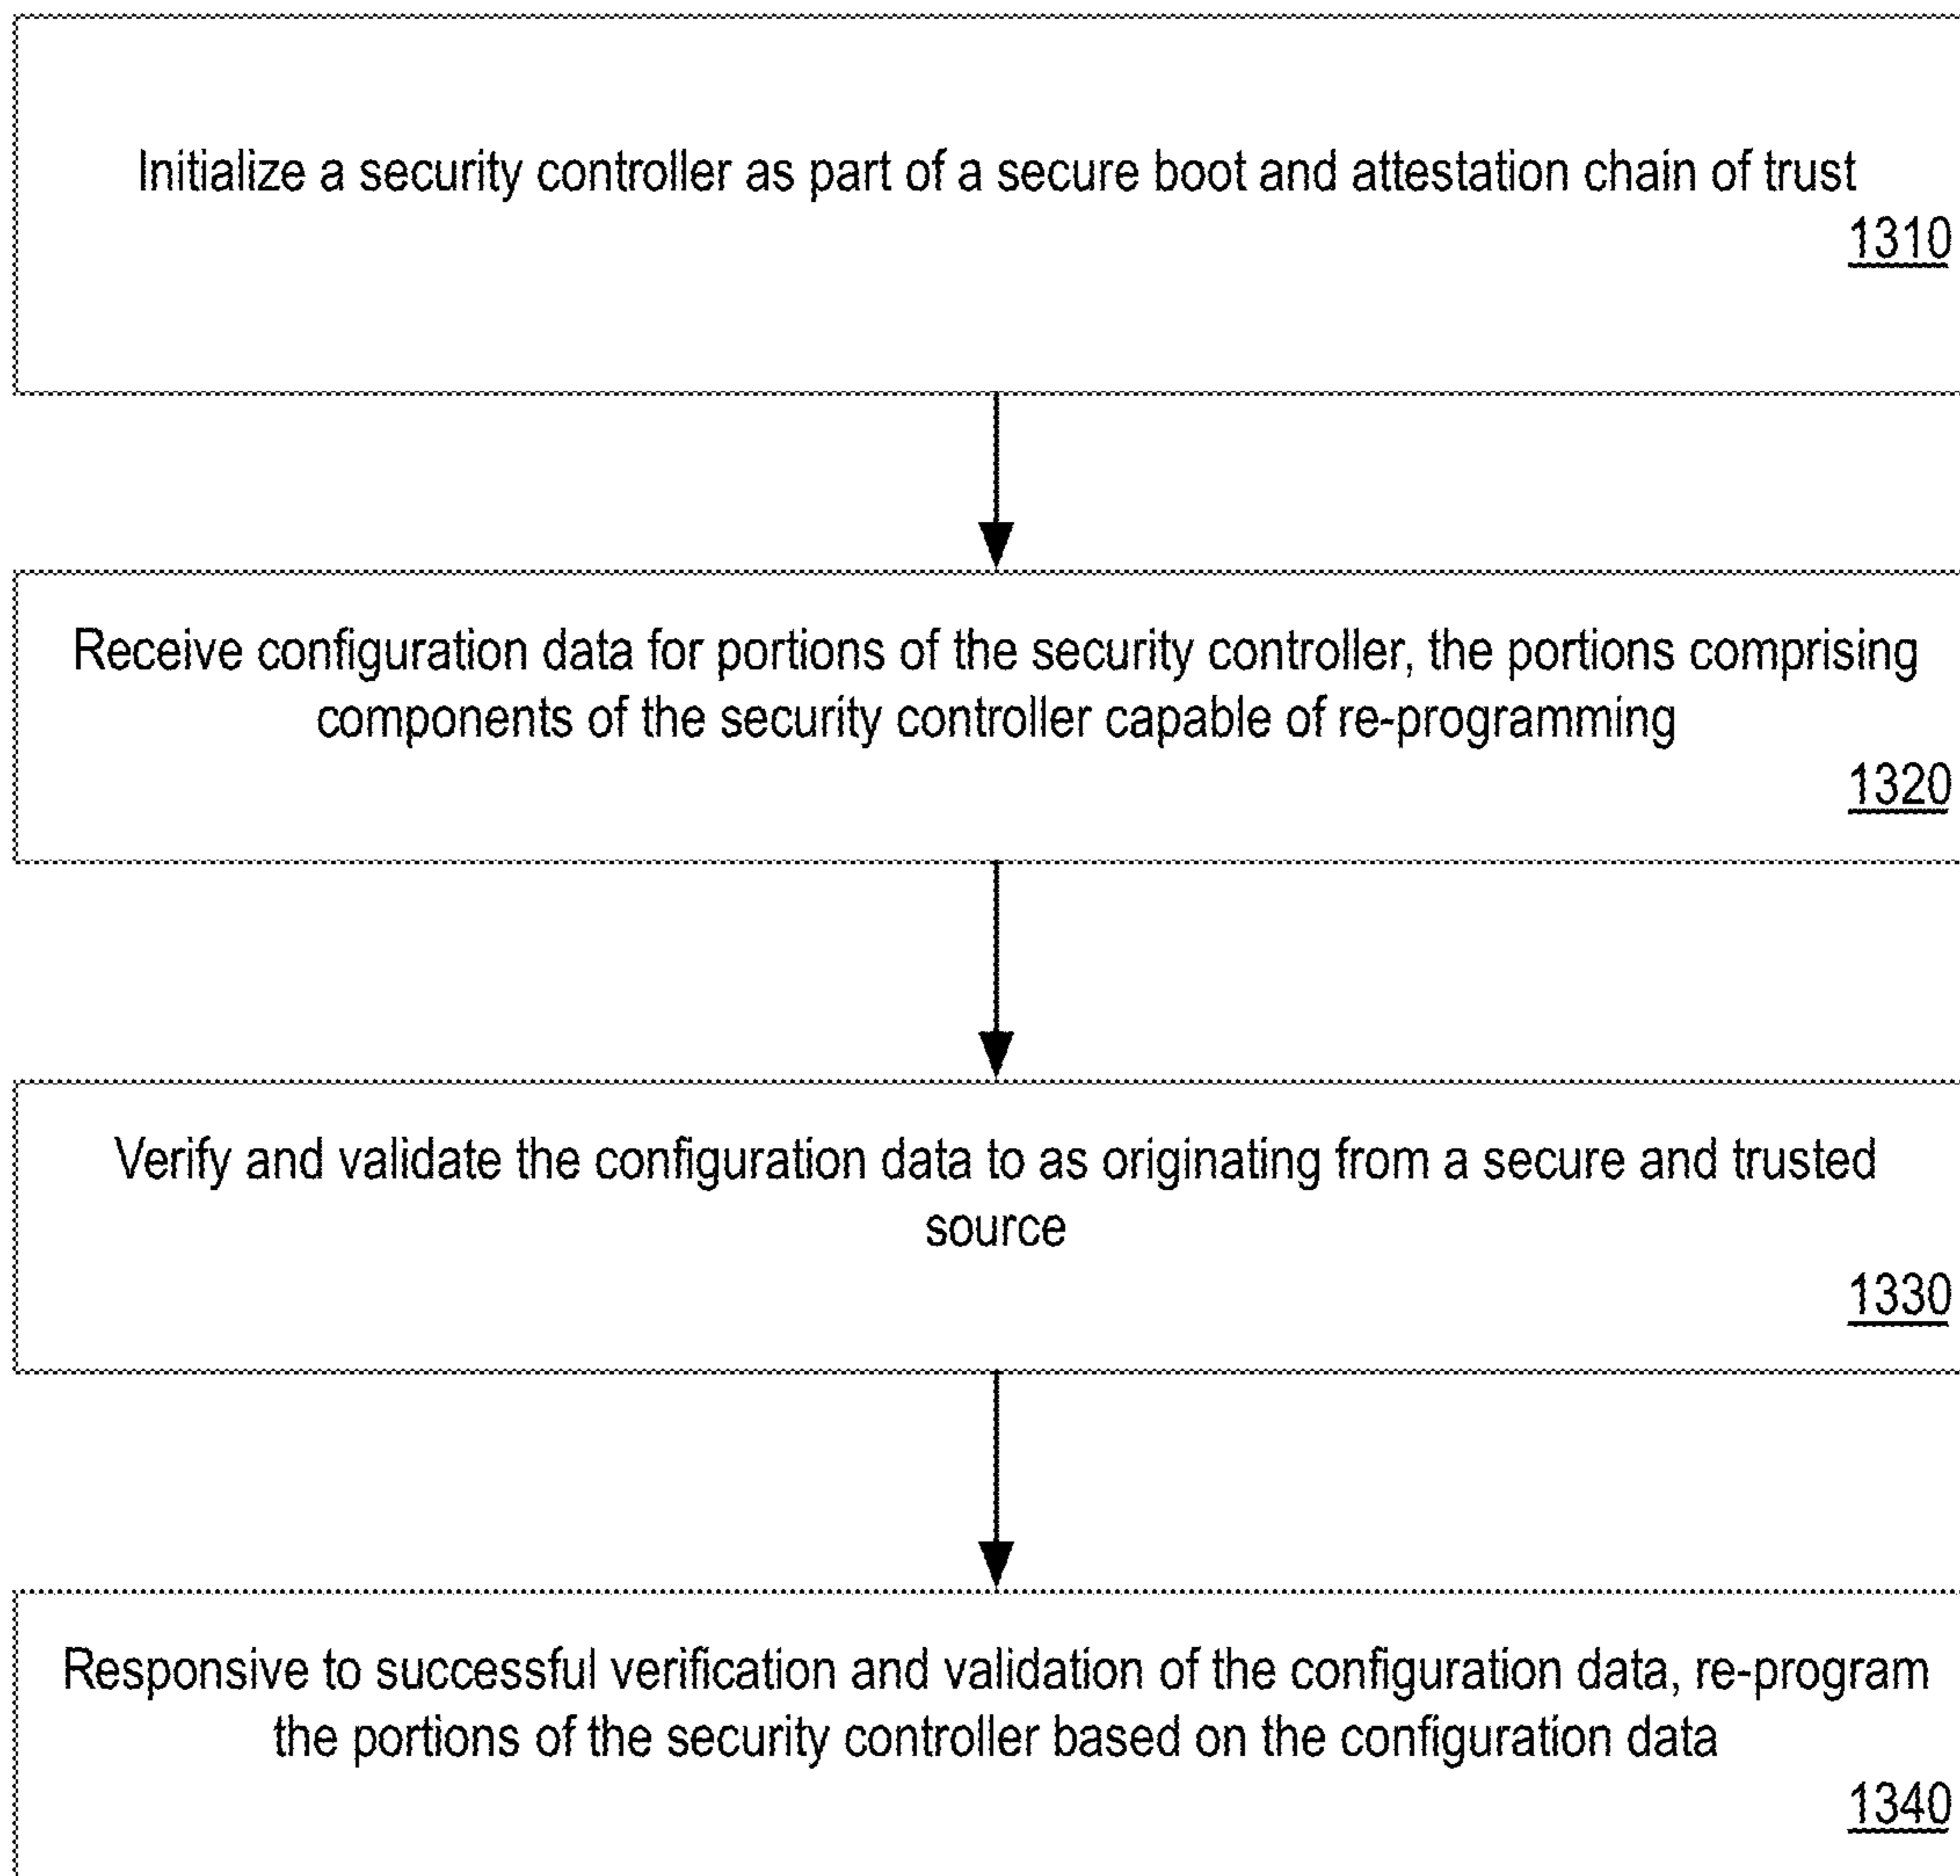 Initialize a security controller as part of a secure boot and attestation chain of trust
1310
Receive configuration data for portions of the security controller, the portions comprising
components of the security controller capable of re-programming
1320
Verify and validate the configuration data to as originating from a secure and trusted
source
1330
Responsive to successful verification and validation of the configuration data, re-program
the portions of the security controller based on the configuration data
1340